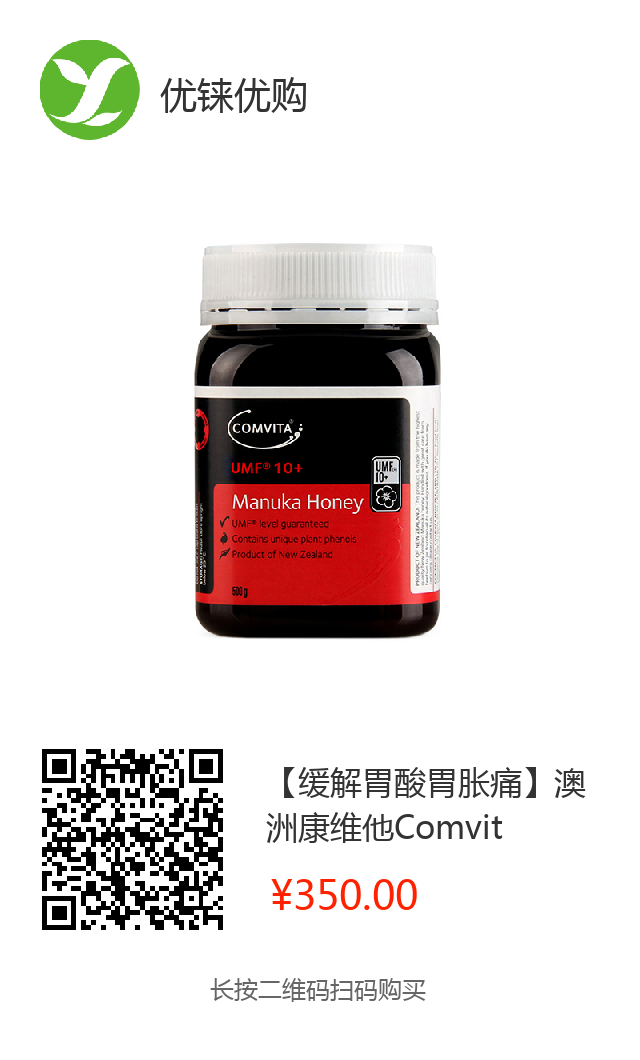 优铼优购
COMVITA®
UMF® 10+
UMF
10+
Manuka Honey
UMF® level guaranteed
Contains unique plant phenols
Product of New Zealand
500g
【缓解胃酸胃胀痛】澳
洲康维他Comvit
¥350.00
长按二维码扫码购买